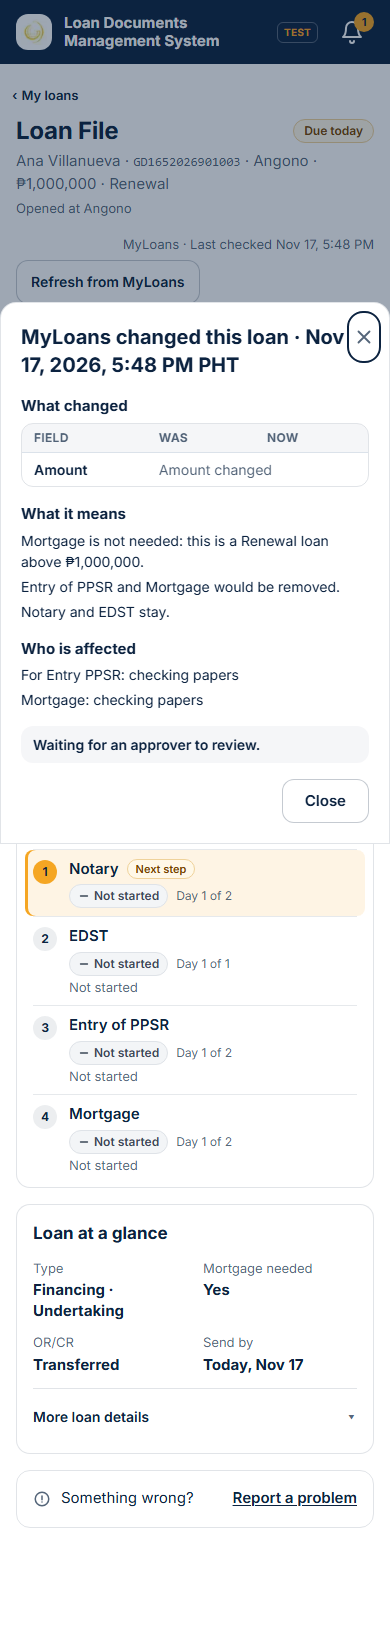 Loan Documents
Management System
TEST
1
‹ My loans
Loan File
Due today
Ana Villanueva · GD1652026901003 · Angono ·
₱1,000,000 · Renewal
Opened at Angono
MyLoans · Last checked Nov 17, 5:48 PM
Refresh from MyLoans
MyLoans changed this loan · Nov
17, 2026, 5:48 PM PHT
What changed
FIELD WAS NOW
Amount Amount changed
What it means
Mortgage is not needed: this is a Renewal loan
above ₱1,000,000.
Entry of PPSR and Mortgage would be removed.
Notary and EDST stay.
Who is affected
For Entry PPSR: checking papers
Mortgage: checking papers
Waiting for an approver to review.
Close
1 Notary Next step
— Not started Day 1 of 2
2 EDST
— Not started Day 1 of 1
Not started
3 Entry of PPSR
— Not started Day 1 of 2
Not started
4 Mortgage
— Not started Day 1 of 2
Not started
Loan at a glance
Type Mortgage needed
Financing · Yes
Undertaking
OR/CR Send by
Transferred Today, Nov 17
More loan details
Something wrong? Report a problem